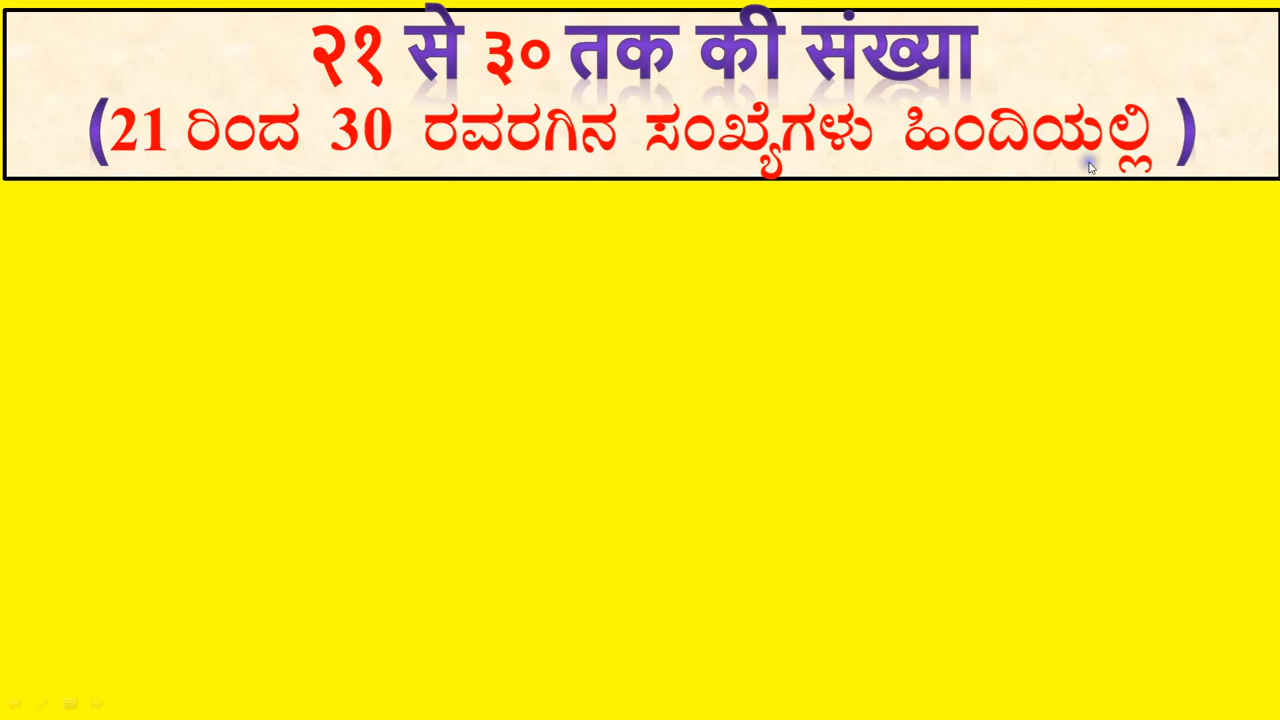 २१ से ३० तक की संख्या
(21 ರಿಂದ 30 ರವರಗಿನ ಸಂಖ್ಯೆಗಳು ಹಿಂದಿಯಲ್ಲಿ )